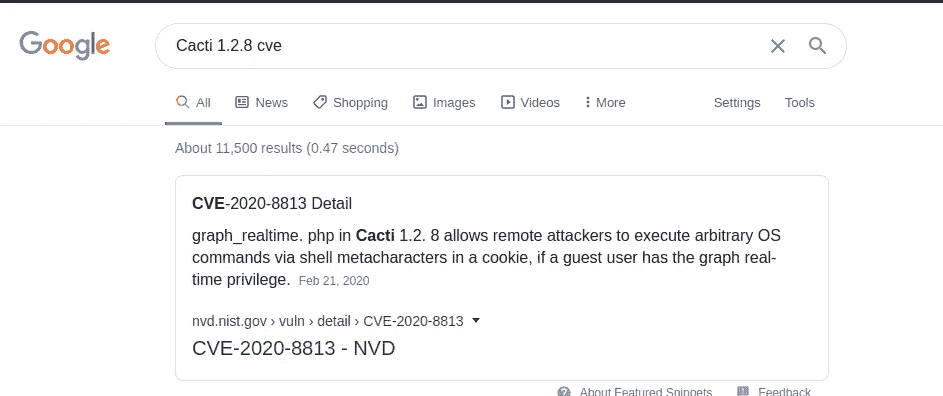 Google
Cacti 1.2.8 cve
All News Shopping Images Videos More Settings Tools
About 11,500 results (0.47 seconds)
CVE-2020-8813 Detail
graph_realtime. php in Cacti 1.2. 8 allows remote attackers to execute arbitrary OS
commands via shell metacharacters in a cookie, if a guest user has the graph real-
time privilege. Feb 21, 2020
nvd.nist.gov › vuln › detail › CVE-2020-8813
CVE-2020-8813 - NVD
About Featured Snippets Feedback